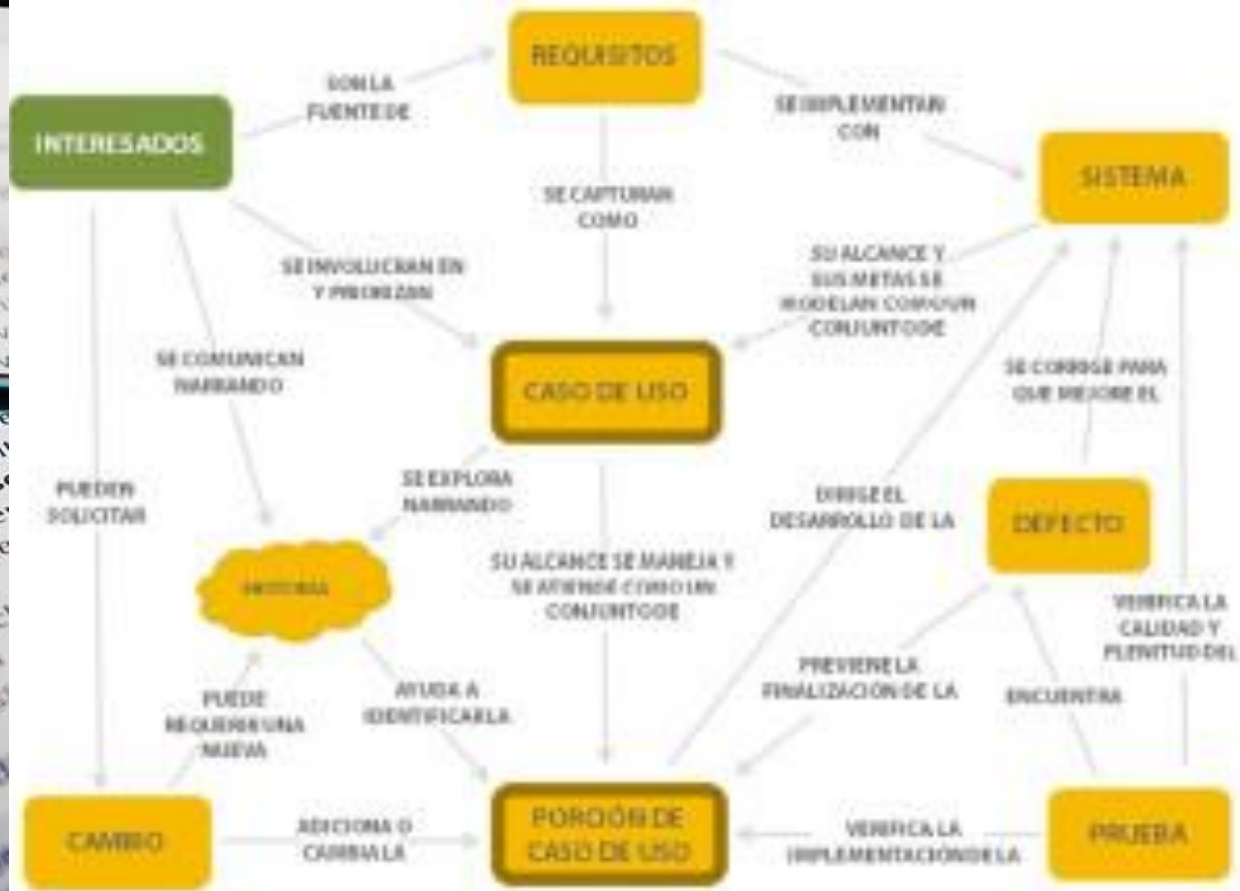 REQUISITOS
SON LA
FUENTE DE
SE IMPLEMENTAN
CON
INTERESADOS
SISTEMA
SE CAPTURAN
COMO
SE INVOLUCRAN EN
Y PRIORIZAN
SU ALCANCE Y
SUS METAS SE
MODELAN COMO UN
CONJUNTO DE
SE COMUNICAN
NARRANDO
CASO DE USO
SE CORRIGE PARA
QUE MEJORE EL
PUEDEN
SOLICITAR
SE EXPLORA
NARRANDO
DIRIGE EL
DESARROLLO DE LA
DEFECTO
HISTORIA
SU ALCANCE SE MANEJA Y
SE ATIENDE COMO UN
CONJUNTO DE
VERIFICA LA
CALIDAD Y
PLENITUD DEL
PUEDE
REQUERIR UNA
NUEVA
AYUDA A
IDENTIFICAR LA
PREVIENE LA
FINALIZACIÓN DE LA
ENCUENTRA
CAMBIO
ADICIONA O
CAMBIA LA
PORCIÓN DE
CASO DE USO
VERIFICA LA
IMPLEMENTACIÓN DE LA
PRUEBA